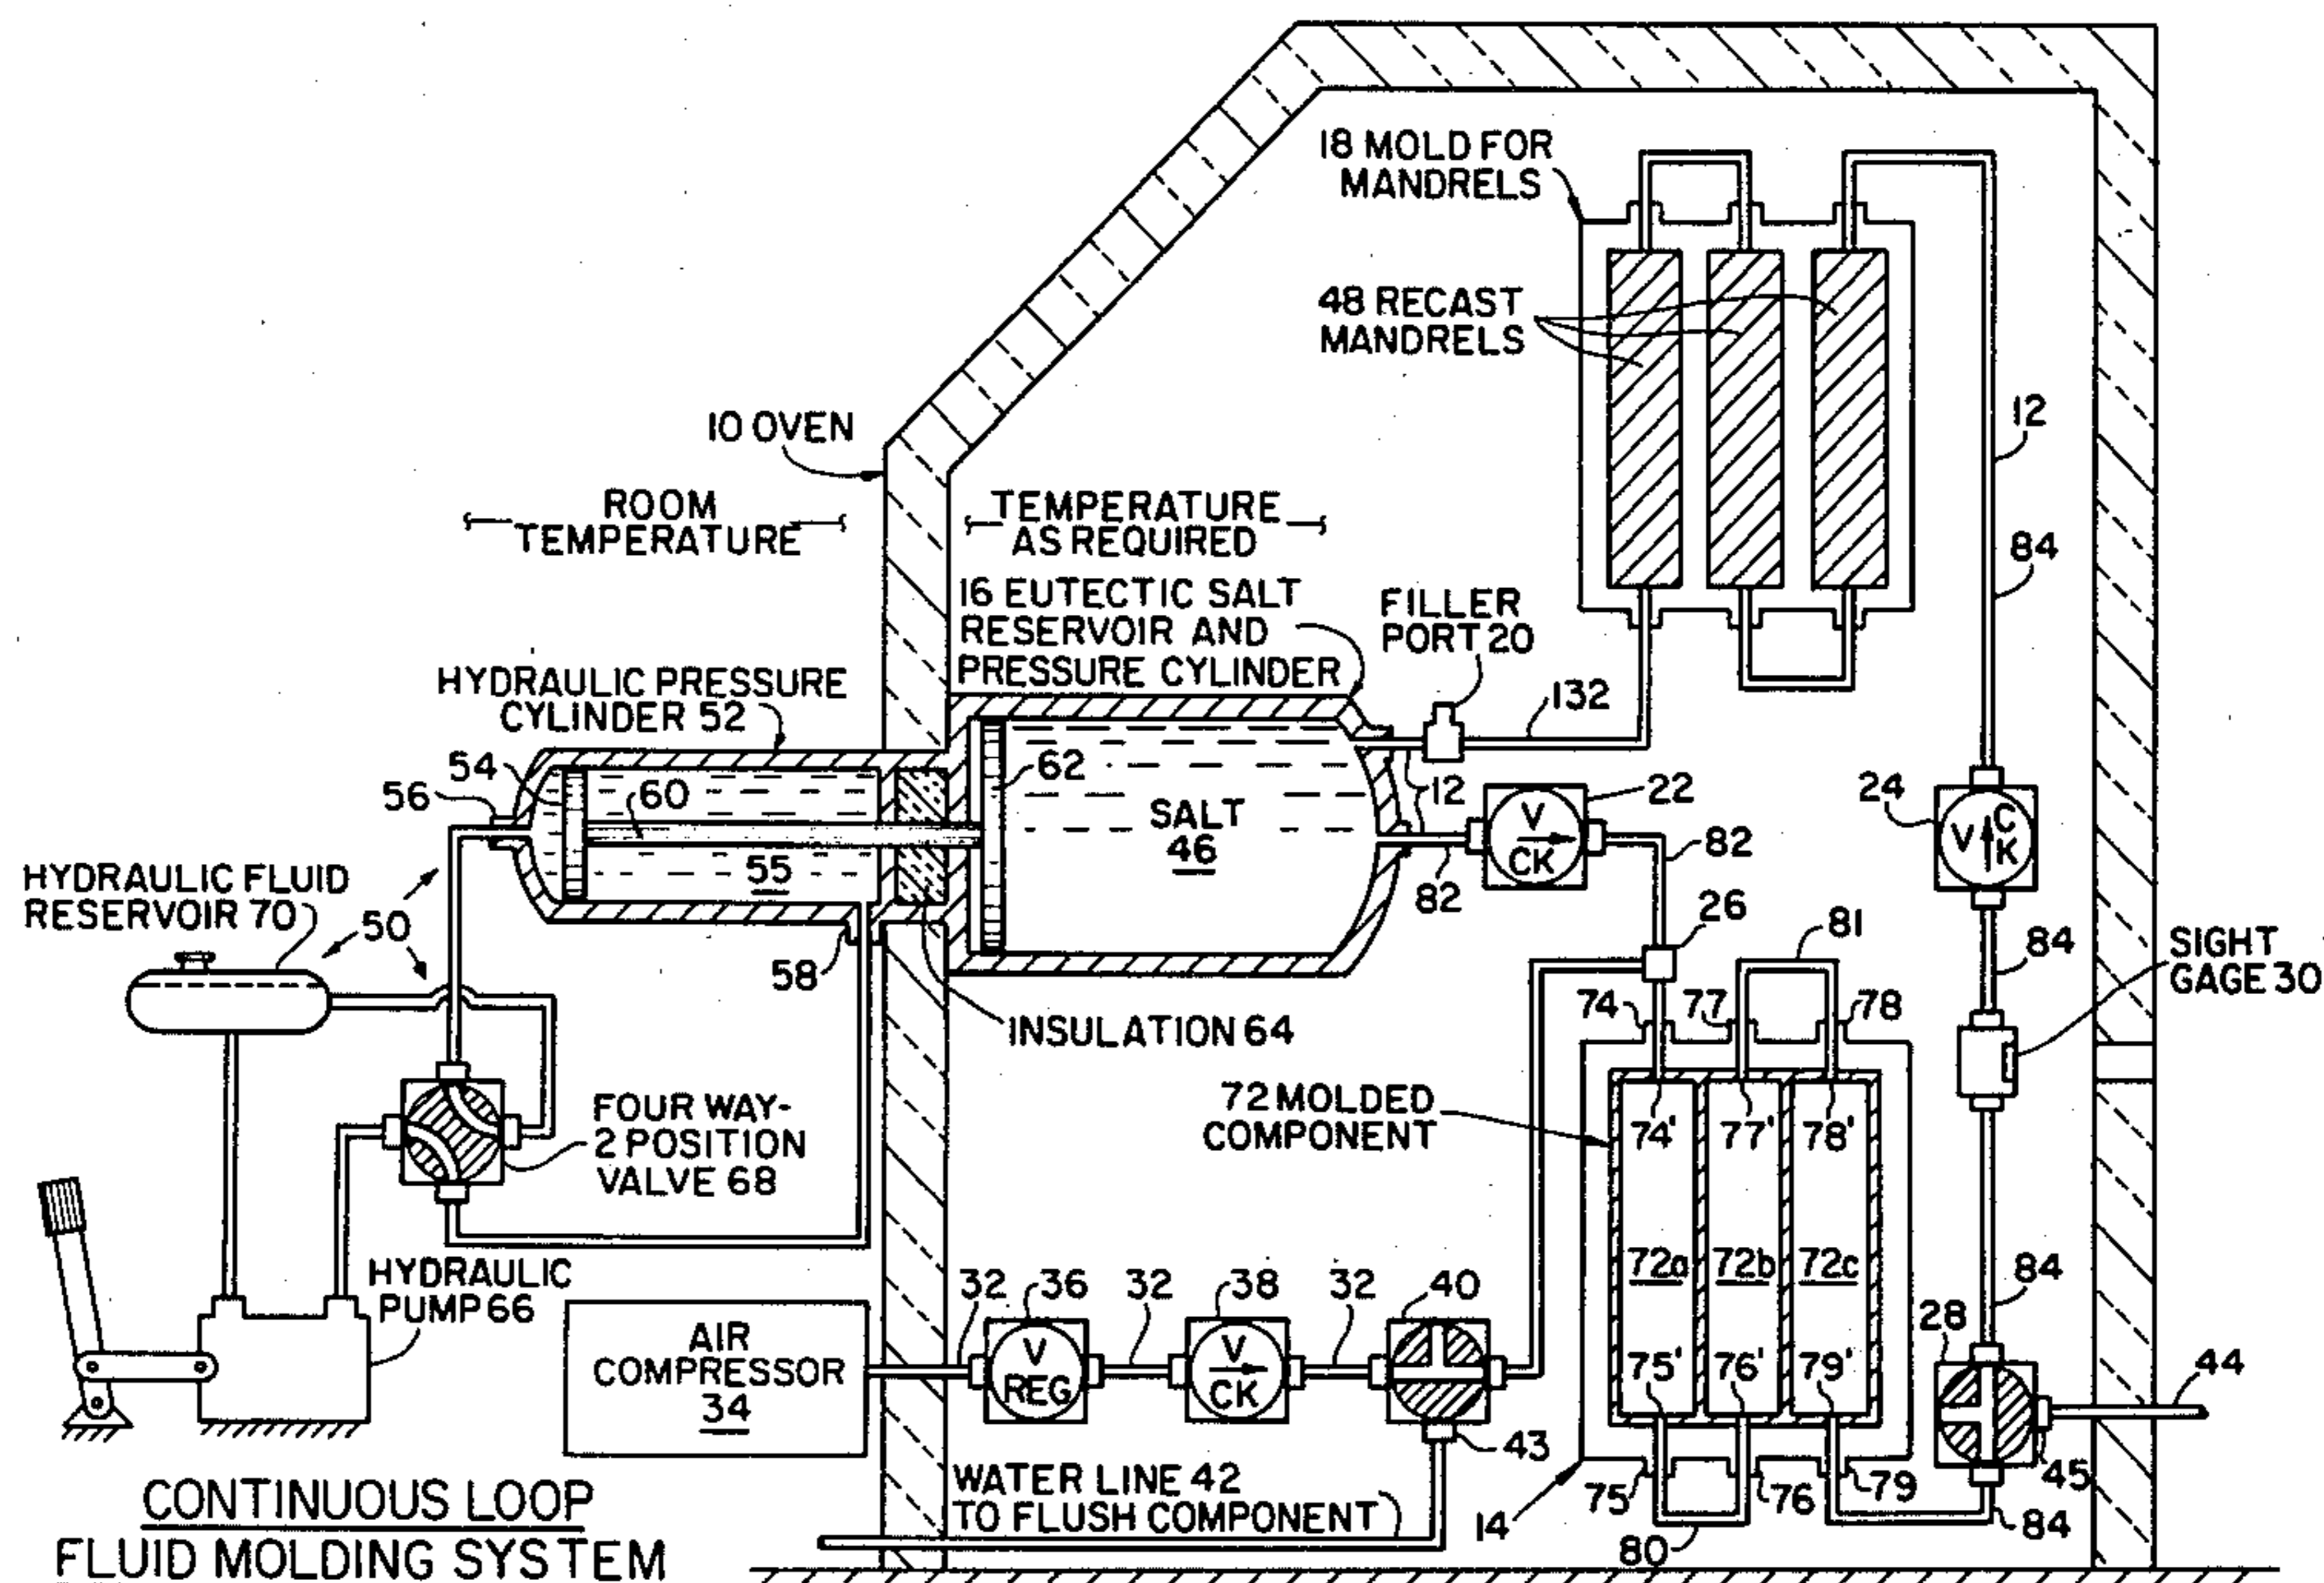 18 MOLD FOR
MANDRELS
48 RECAST
MANDRELS
12
10 OVEN
ROOM
TEMPERATURE
TEMPERATURE
AS REQUIRED
84
16 EUTECTIC SALT
RESERVOIR AND
PRESSURE CYLINDER
FILLER
PORT 20
HYDRAULIC PRESSURE
CYLINDER 52
132
54
56
60
62
12
22
24
SALT
46
V
CK
V
CK
82
82
55
HYDRAULIC FLUID
RESERVOIR 70
50
26
81
84
SIGHT
GAGE 30
58
74
77
78
INSULATION 64
72 MOLDED
COMPONENT
74'
77'
78'
FOUR WAY-
2 POSITION
VALVE 68
72a
72b
72c
84
HYDRAULIC
PUMP 66
32
36
32
38
32
40
28
AIR
COMPRESSOR
34
V
REG
V
CK
75'
76'
79'
44
43
45
WATER LINE 42
TO FLUSH COMPONENT
75
76
79
14
80
84
CONTINUOUS LOOP
FLUID MOLDING SYSTEM